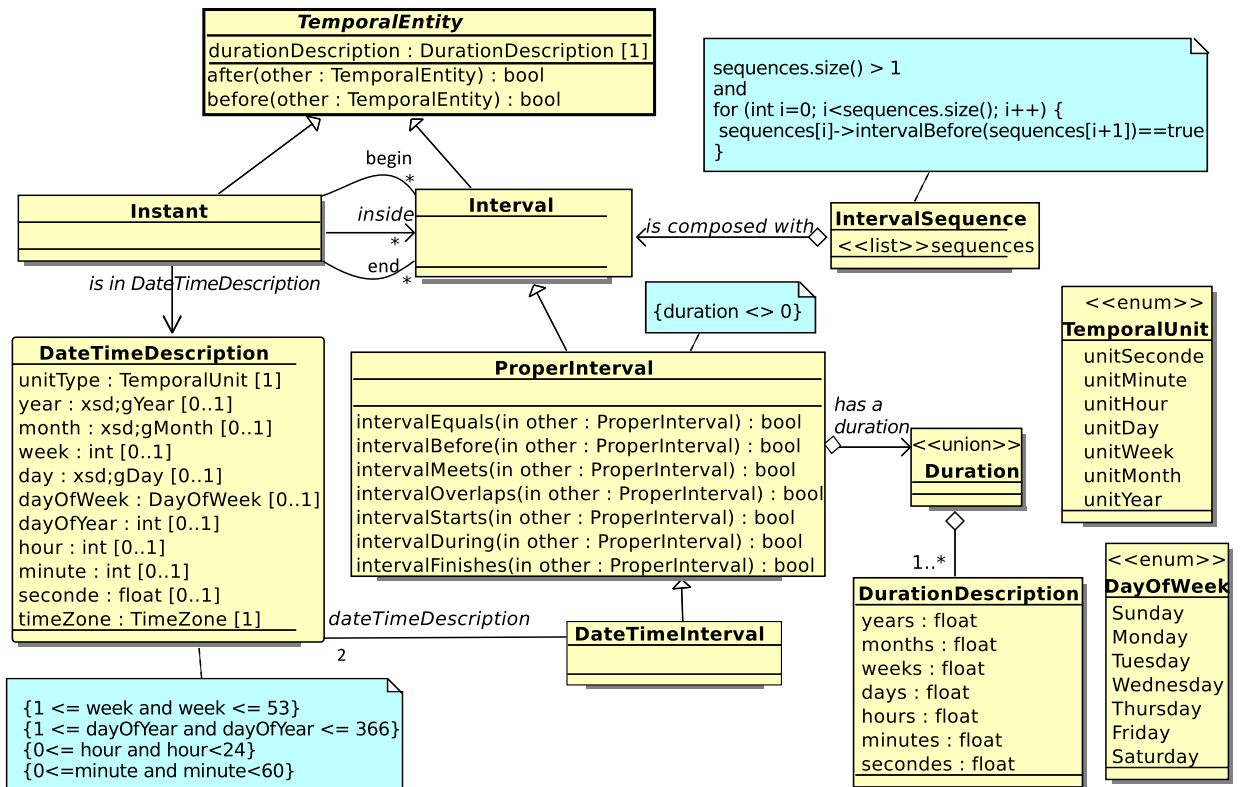 TemporalEntity
durationDescription : DurationDescription [1]
after(other : TemporalEntity) : bool
before(other : TemporalEntity) : bool
sequences.size() > 1
and
for (int i=0; i<sequences.size(); i++) {
sequences[i]->intervalBefore(sequences[i+1])==true
}
begin
*
Instant
inside
*
end
*
Interval
is composed with
IntervalSequence
<<list>>sequences
is in DateTimeDescription
{duration <> 0}
DateTimeDescription
unitType : TemporalUnit [1]
year : xsd;gYear [0..1]
month : xsd;gMonth [0..1]
week : int [0..1]
day : xsd;gDay [0..1]
dayOfWeek : DayOfWeek [0..1]
dayOfYear : int [0..1]
hour : int [0..1]
minute : int [0..1]
seconde : float [0..1]
timeZone : TimeZone [1]
ProperInterval
intervalEquals(in other : ProperInterval) : bool
intervalBefore(in other : ProperInterval) : bool
intervalMeets(in other : ProperInterval) : bool
intervalOverlaps(in other : ProperInterval) : bool
intervalStarts(in other : ProperInterval) : bool
intervalDuring(in other : ProperInterval) : bool
intervalFinishes(in other : ProperInterval) : bool
has a
duration
<<union>>
Duration
1..*
<<enum>>
TemporalUnit
unitSeconde
unitMinute
unitHour
unitDay
unitWeek
unitMonth
unitYear
dateTimeDescription
2
DateTimeInterval
DurationDescription
years : float
months : float
weeks : float
days : float
hours : float
minutes : float
secondes : float
<<enum>>
DayOfWeek
Sunday
Monday
Tuesday
Wednesday
Thursday
Friday
Saturday
{1 <= week and week <= 53}
{1 <= dayOfYear and dayOfYear <= 366}
{0<= hour and hour<24}
{0<=minute and minute<60}